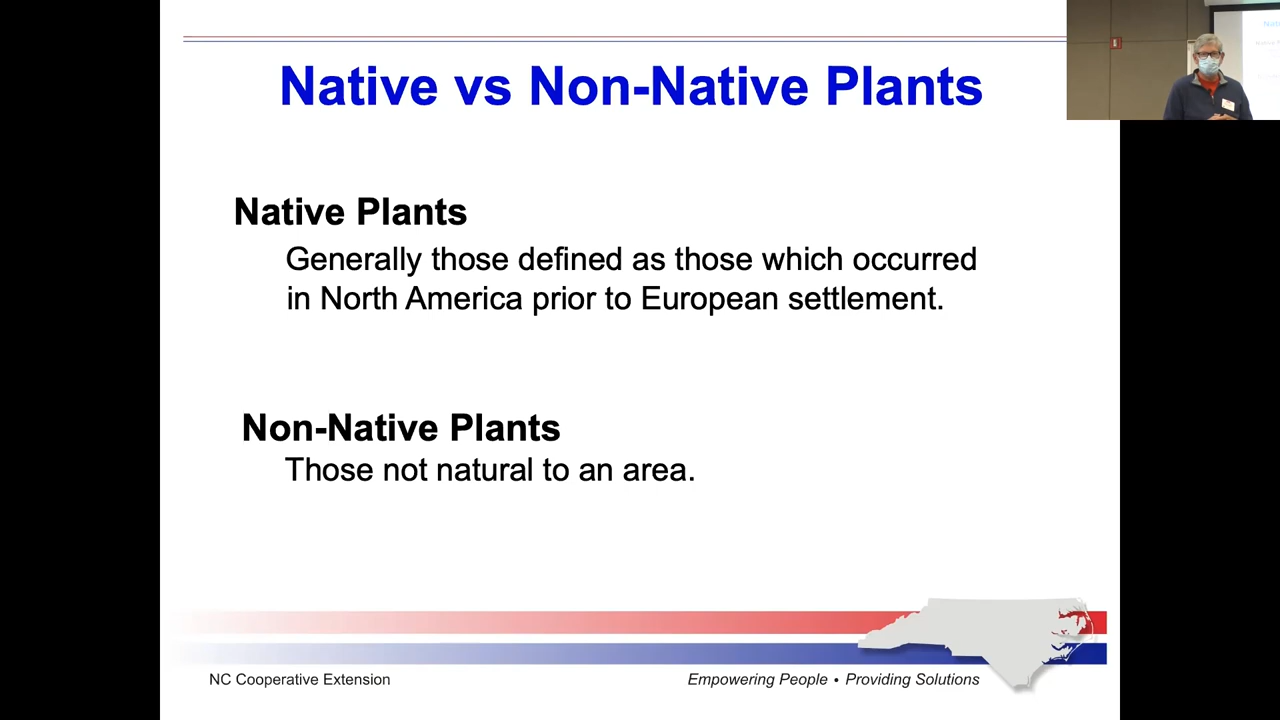 Native vs Non-Native Plants
Native Plants
Generally those defined as those which occurred
in North America prior to European settlement.
Non-Native Plants
Those not natural to an area.
NC Cooperative Extension
Empowering People • Providing Solutions